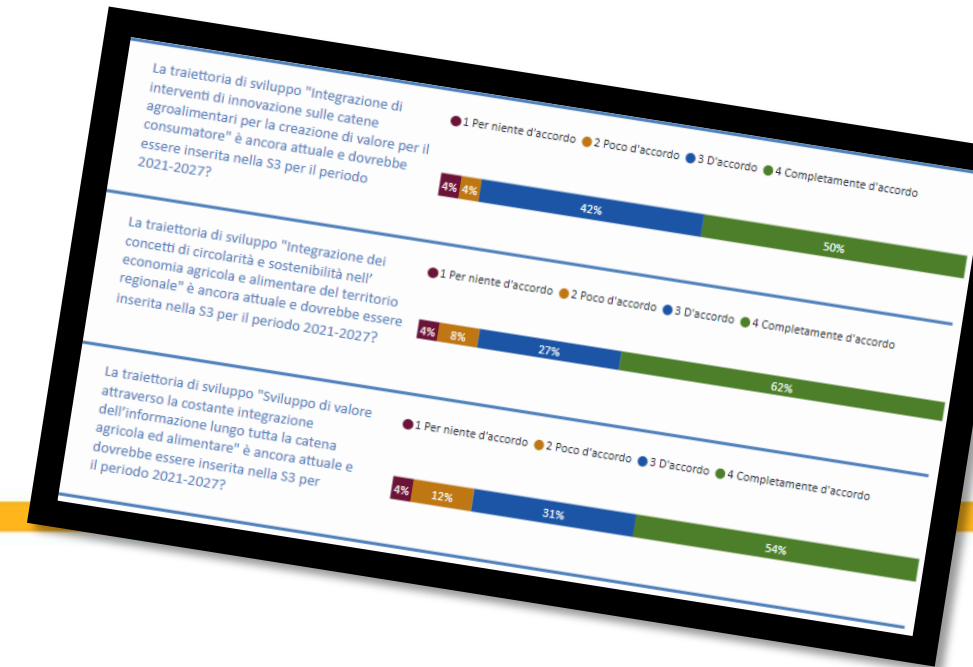 La traiettoria di sviluppo "Integrazione di
interventi di innovazione sulle catene
agroalimentari per la creazione di valore per il
consumatore" è ancora attuale e dovrebbe
essere inserita nella S3 per il periodo
2021-2027?
1 Per niente d'accordo 2 Poco d'accordo 3 D'accordo 4 Completamente d'accordo
4% 4% 42% 50%
La traiettoria di sviluppo "Integrazione dei
concetti di circolarità e sostenibilità nell'
economia agricola e alimentare del territorio
regionale" è ancora attuale e dovrebbe essere
inserita nella S3 per il periodo 2021-2027?
1 Per niente d'accordo 2 Poco d'accordo 3 D'accordo 4 Completamente d'accordo
4% 8% 27% 62%
La traiettoria di sviluppo "Sviluppo di valore
attraverso la costante integrazione
dell'informazione lungo tutta la catena
agricola ed alimentare" è ancora attuale e
dovrebbe essere inserita nella S3 per
il periodo 2021-2027?
1 Per niente d'accordo 2 Poco d'accordo 3 D'accordo 4 Completamente d'accordo
4% 12% 31% 54%